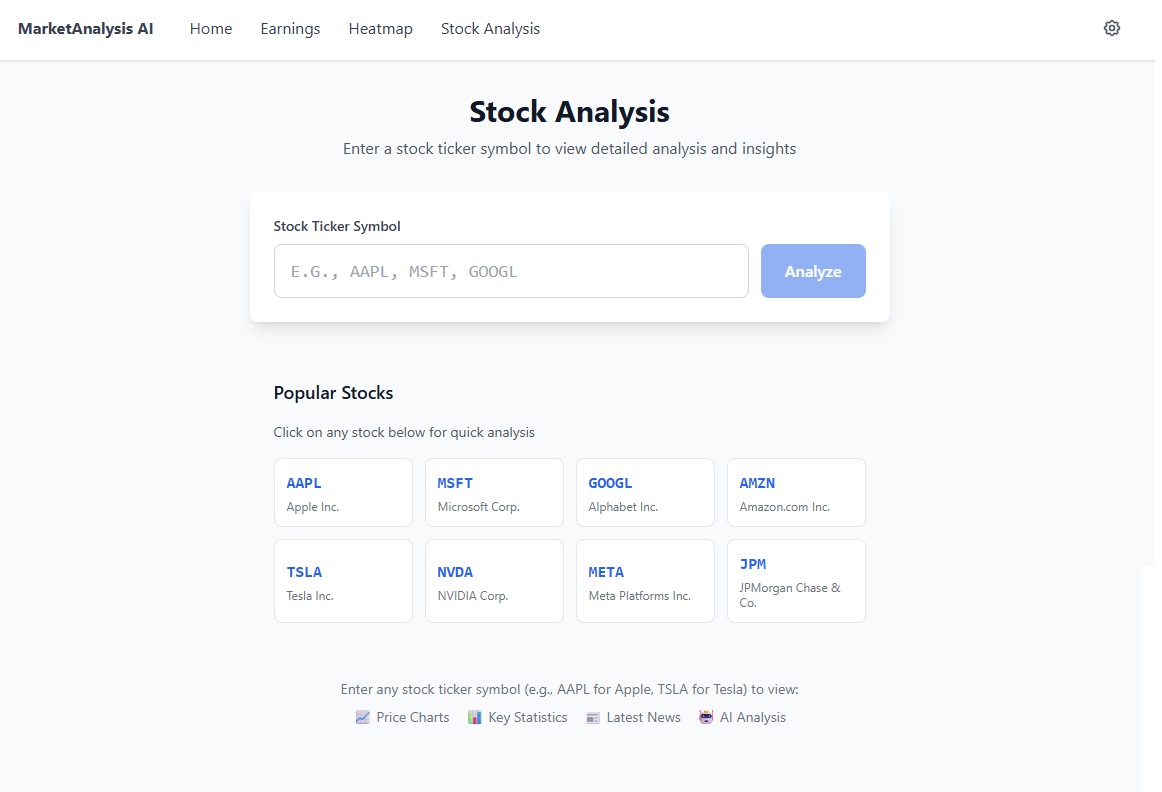 MarketAnalysis AI Home Earnings Heatmap Stock Analysis
Stock Analysis
Enter a stock ticker symbol to view detailed analysis and insights
Stock Ticker Symbol
E.G., AAPL, MSFT, GOOGL
Analyze
Popular Stocks
Click on any stock below for quick analysis
AAPL
Apple Inc.
MSFT
Microsoft Corp.
GOOGL
Alphabet Inc.
AMZN
Amazon.com Inc.
TSLA
Tesla Inc.
NVDA
NVIDIA Corp.
META
Meta Platforms Inc.
JPM
JPMorgan Chase &
Co.
Enter any stock ticker symbol (e.g., AAPL for Apple, TSLA for Tesla) to view:
Price Charts Key Statistics Latest News AI Analysis